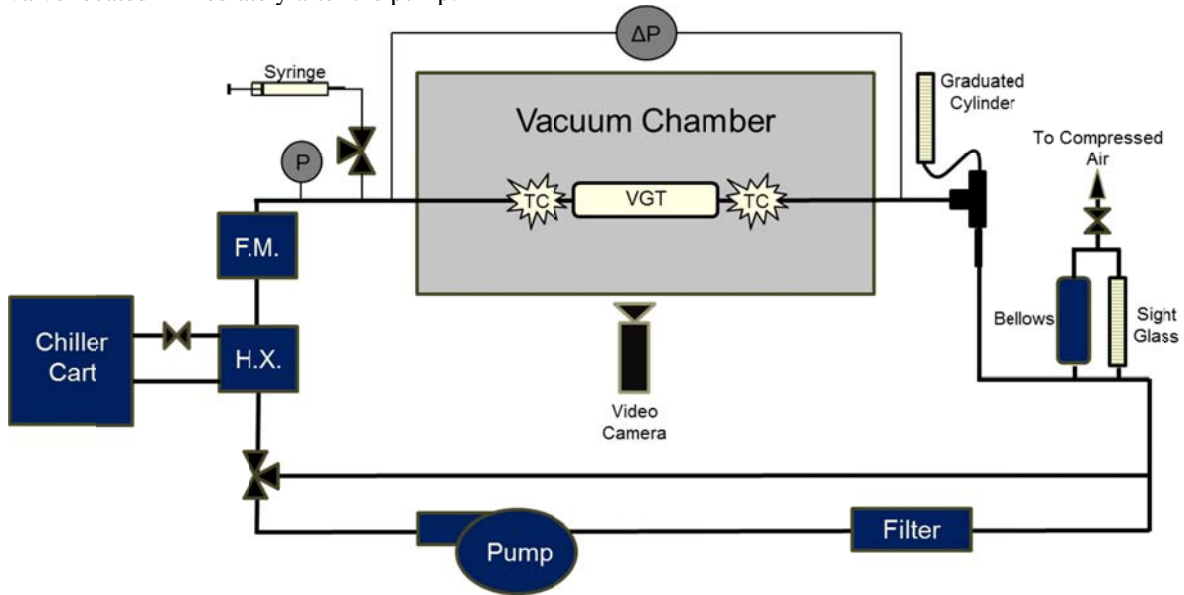 ΔP
Syringe
Graduated
Cylinder
Vacuum Chamber
To Compressed
Air
P
TC
VGT
TC
F.M.
Bellows
Sight
Glass
Chiller
Cart
H.X.
Video
Camera
Filter
Pump